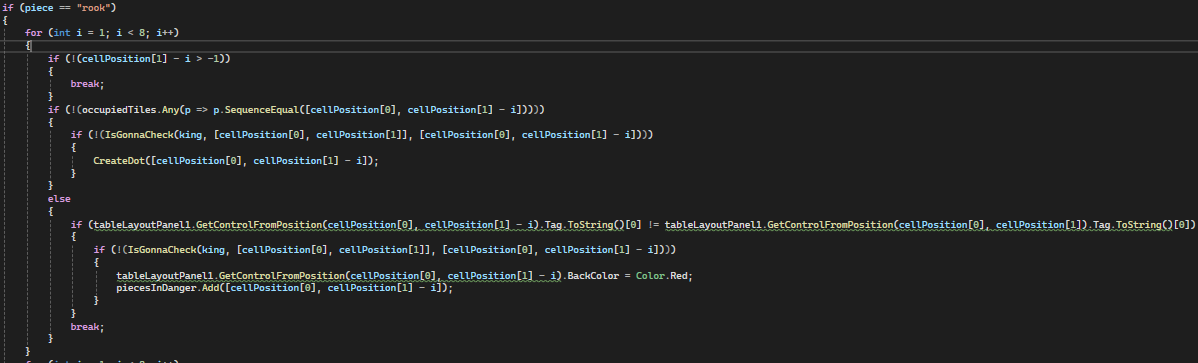 if (piece == "rook")
{
for (int i = 1; i < 8; i++)
{
if (!(cellPosition[1] - i > -1))
{
break;
}
if (!(occupiedTiles.Any(p => p.SequenceEqual([cellPosition[0], cellPosition[1] - i]))))
{
if (!(IsGonnaCheck(king, [cellPosition[0], cellPosition[1]], [cellPosition[0], cellPosition[1] - i])))
{
CreateDot([cellPosition[0], cellPosition[1] - i]);
}
}
else
{
if (tableLayoutPanel1.GetControlFromPosition(cellPosition[0], cellPosition[1] - i).Tag.ToString()[0] != tableLayoutPanel1.GetControlFromPosition(cellPosition[0], cellPosition[1]).Tag.ToString()[0])
{
if (!(IsGonnaCheck(king, [cellPosition[0], cellPosition[1]], [cellPosition[0], cellPosition[1] - i])))
{
tableLayoutPanel1.GetControlFromPosition(cellPosition[0], cellPosition[1] - i).BackColor = Color.Red;
piecesInDanger.Add([cellPosition[0], cellPosition[1] - i]);
}
}
break;
}
}